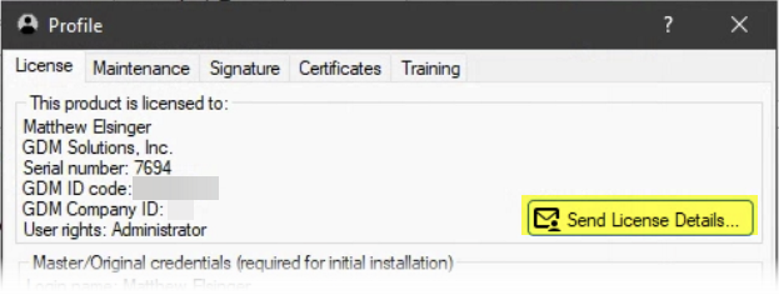 Profile
?
License Maintenance Signature Certificates Training
This product is licensed to:
Matthew Elsinger
GDM Solutions, Inc.
Serial number: 7694
GDM ID code:
GDM Company ID:
User rights: Administrator
Send License Details...
Master/Original credentials (required for initial installation)
Login name: Matthew Elsinger